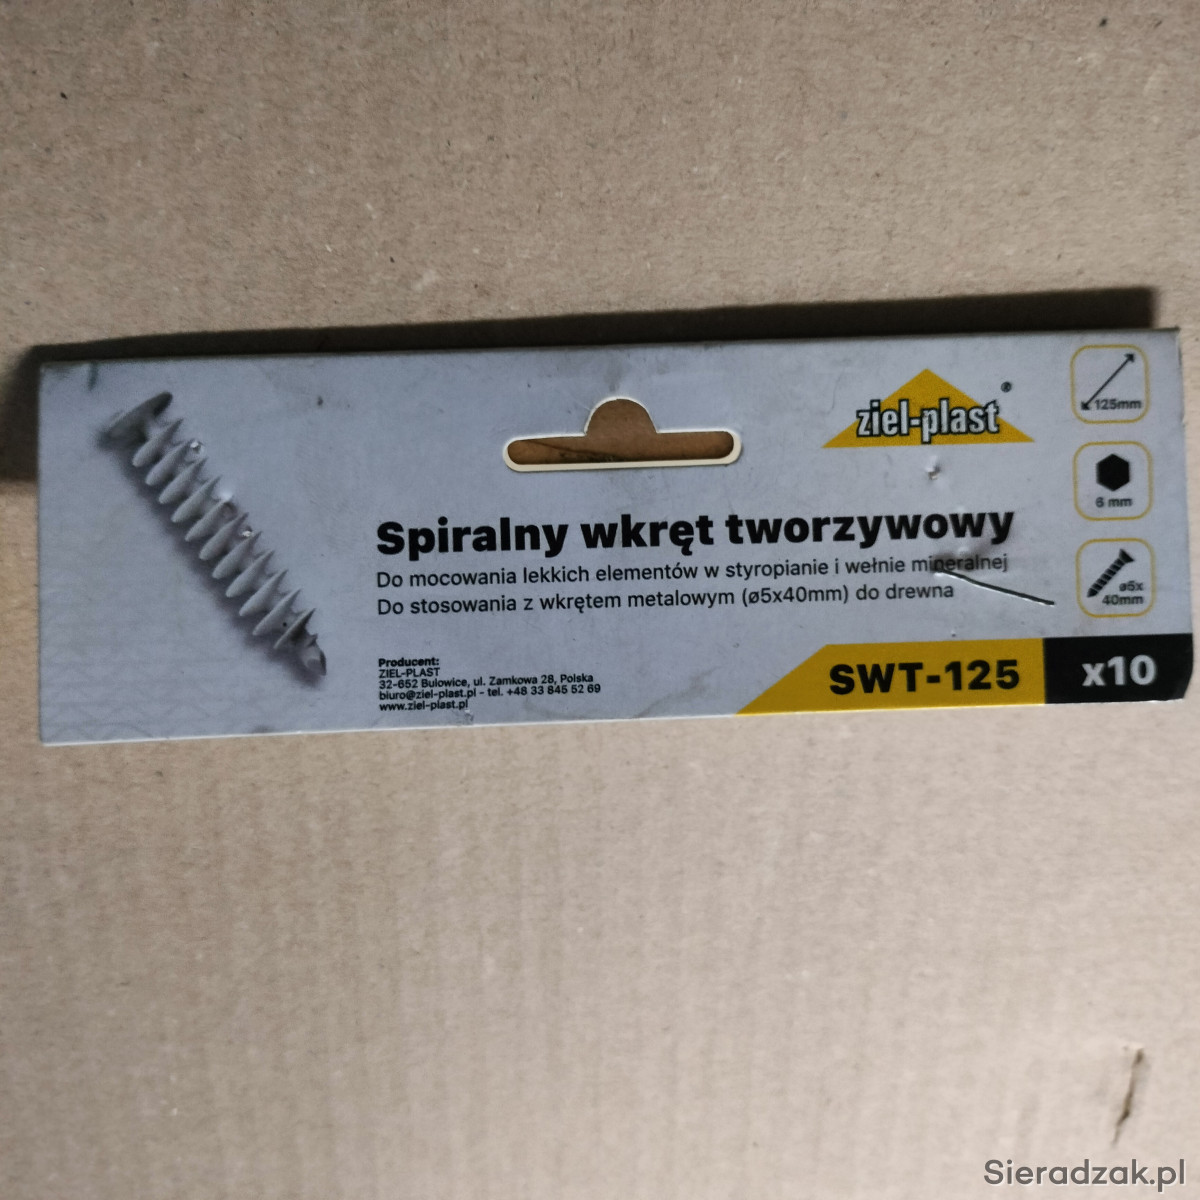 ziel-plast®
125mm
6 mm
ø5x
40mm
Spiralny wkręt tworzywowy
Do mocowania lekkich elementów w styropianie i wełnie mineralnej
Do stosowania z wkrętem metalowym (ø5x40mm) do drewna
Producent:
ZIEL-PLAST
32-652 Bulowice, ul. Zamkowa 28, Polska
biuro@ziel-plast.pl - tel. +48 33 845 52 69
www.ziel-plast.pl
SWT-125
x10
Sieradzak.pl